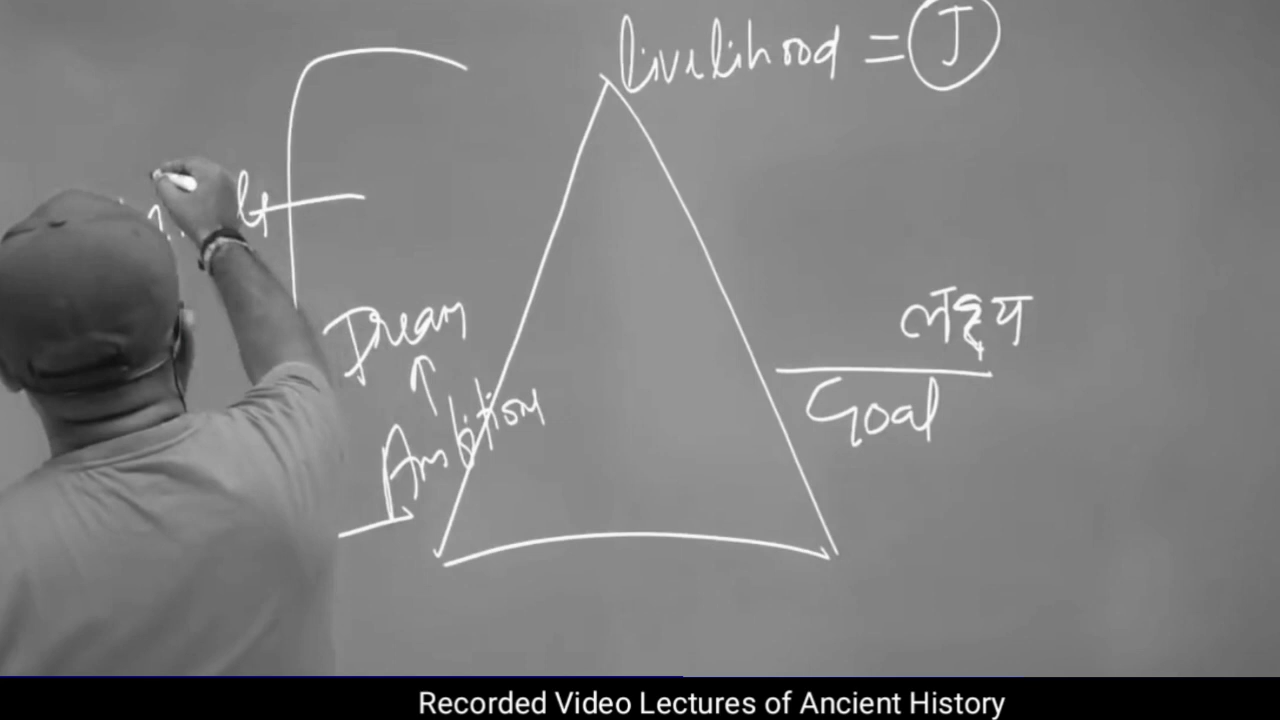 livelihood = J
Dream
↑
Ambition
लक्ष्य
Goal
Recorded Video Lectures of Ancient History